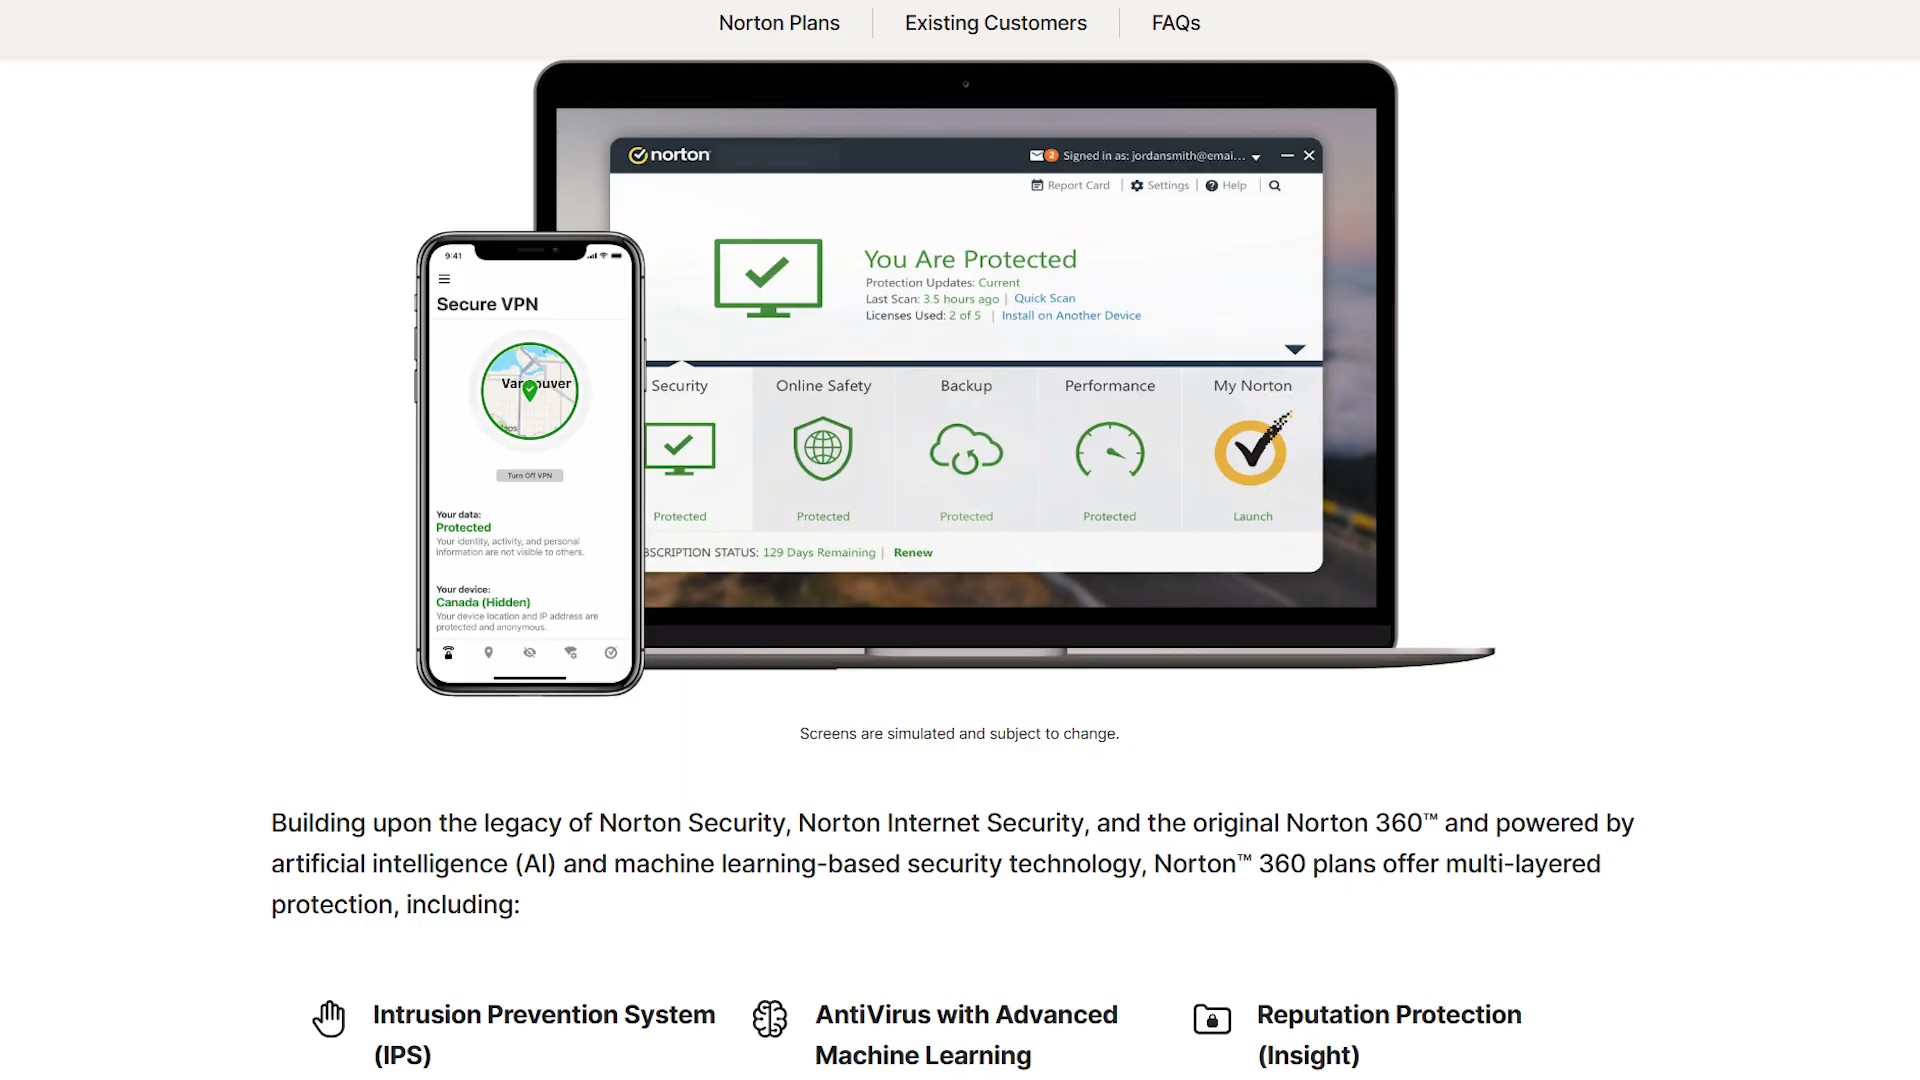 Norton Plans
Existing Customers
FAQs
norton
2 Signed in as: jordansmith@emai...
Report Card
Settings
Help
You Are Protected
Protection Updates: Current
Last Scan: 3.5 hours ago | Quick Scan
Licenses Used: 2 of 5 | Install on Another Device
Security
Online Safety
Backup
Performance
My Norton
Protected
Protected
Protected
Protected
Launch
BSCRIPTION STATUS: 129 Days Remaining | Renew
9:41
Secure VPN
Vancouver
Turn Off VPN
Your data:
Protected
Your identity, activity, and personal
information are not visible to others.
Your device:
Canada (Hidden)
Your device location and IP address are
protected and anonymous.
Screens are simulated and subject to change.
Building upon the legacy of Norton Security, Norton Internet Security, and the original Norton 360™ and powered by
artificial intelligence (AI) and machine learning-based security technology, Norton™ 360 plans offer multi-layered
protection, including:
Intrusion Prevention System
(IPS)
AntiVirus with Advanced
Machine Learning
Reputation Protection
(Insight)